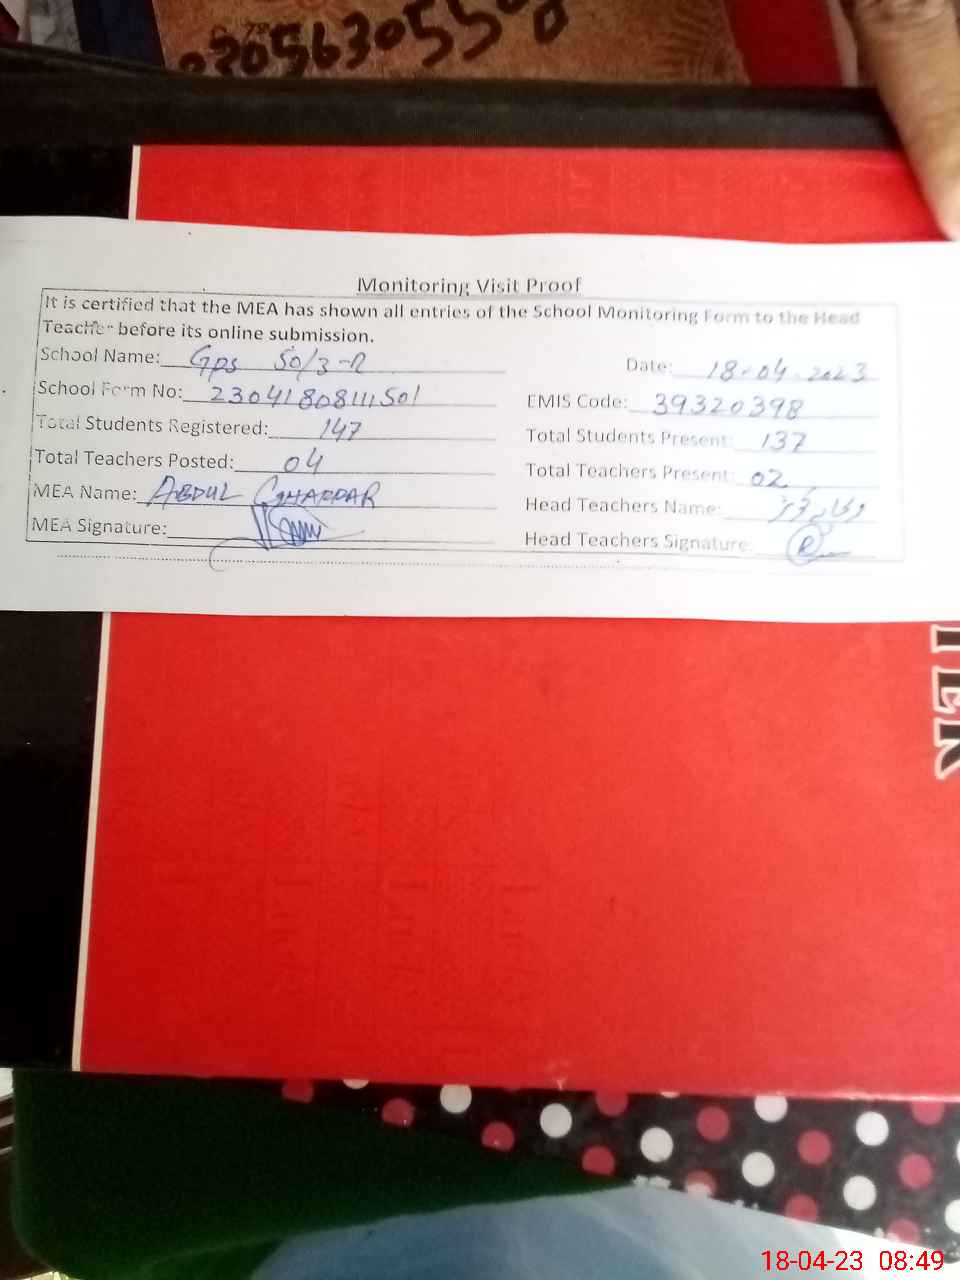 03056305508
Monitoring Visit Proof
It is certified that the MEA has shown all entries of the School Monitoring Form to the Head
Teacher before its online submission.
School Name: Gps 50/3-R Date: 18-04-2023
School Form No: 23041808111501 EMIS Code: 39320398
Total Students Registered: 147 Total Students Present: 137
Total Teachers Posted: 04 Total Teachers Present: 02
MEA Name: ABDUL GHAFFAR Head Teachers Name:
MEA Signature: Head Teachers Signature:
TER
18-04-23 08:49